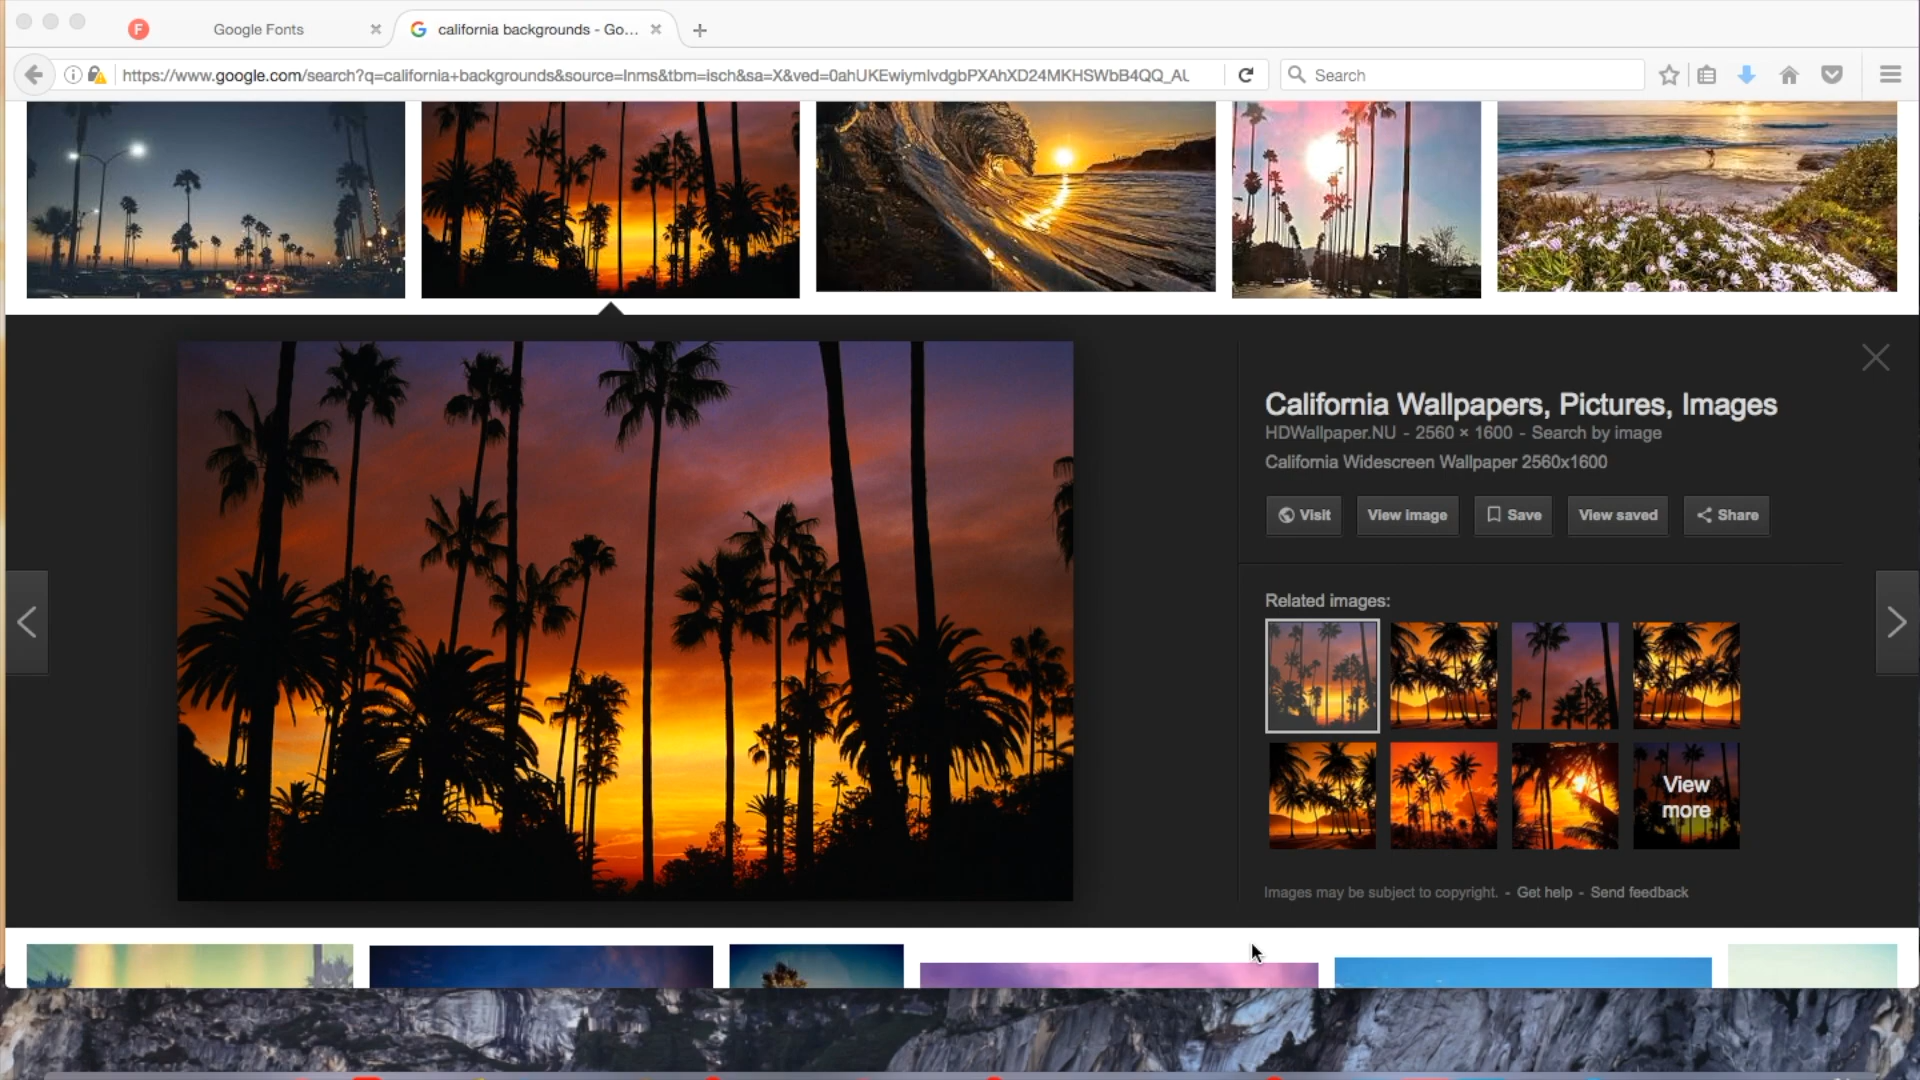 F Google Fonts
G california backgrounds - Go...
https://www.google.com/search?q=california+backgrounds&source=lnms&tbm=isch&sa=X&ved=0ahUKEwiymIvdgbPXAhXD24MKHSWbB4QQ_AU
Search
California Wallpapers, Pictures, Images
HDWallpaper.NU - 2560 × 1600 - Search by image
California Widescreen Wallpaper 2560x1600
Visit View image Save View saved Share
Related images:
View
more
Images may be subject to copyright. - Get help - Send feedback